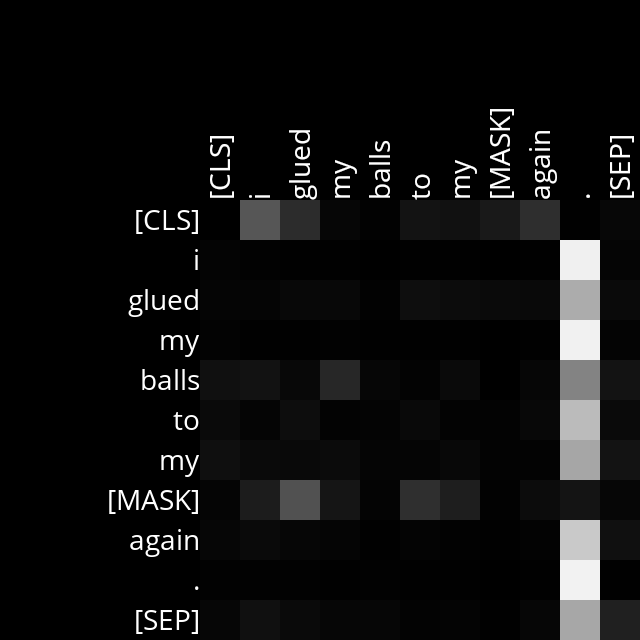 [CLS] i glued my balls to my [MASK] again . [SEP]
[CLS]
i
glued
my
balls
to
my
[MASK]
again
.
[SEP]